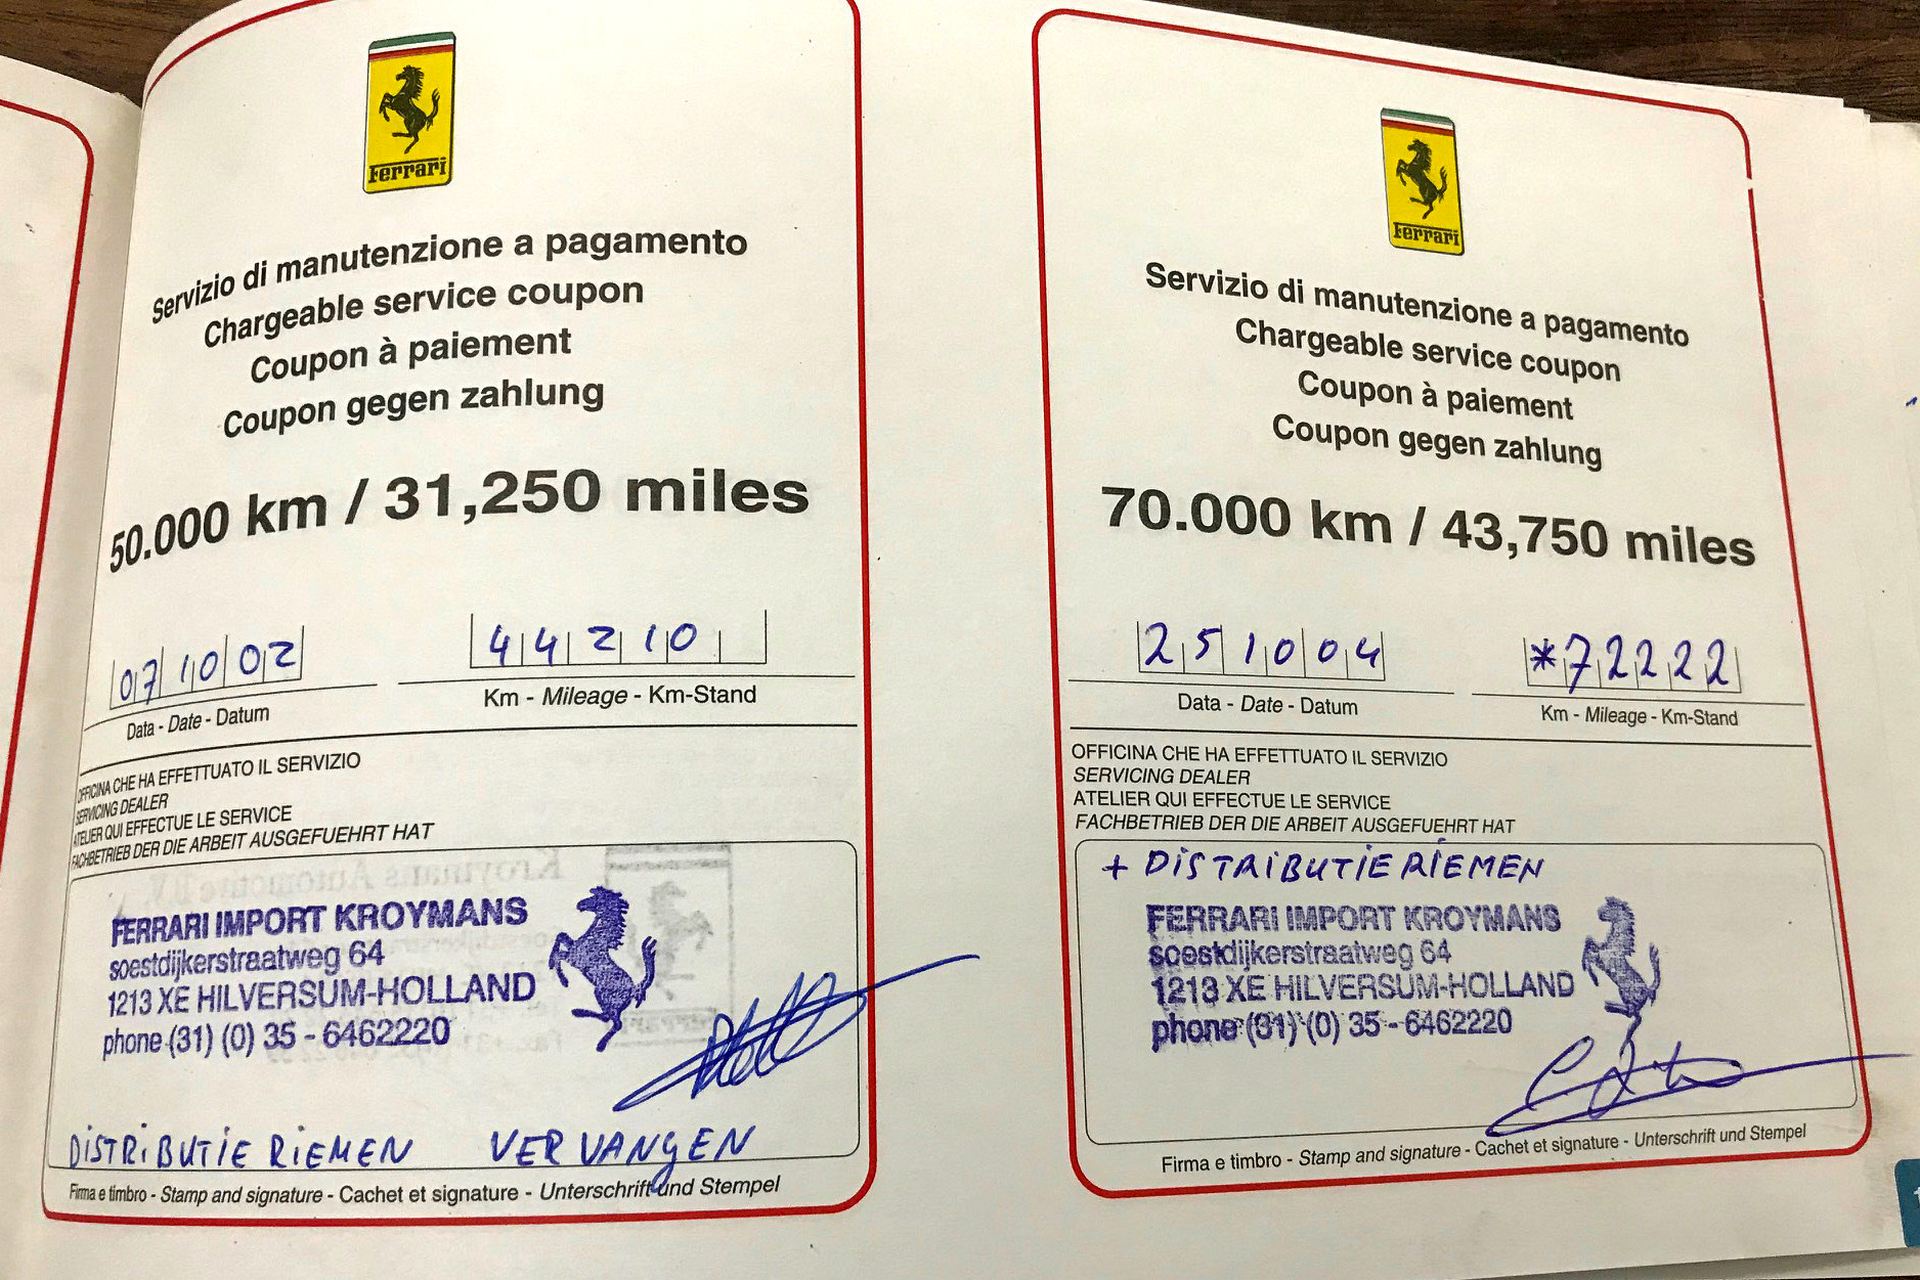 Ferrari
Servizio di manutenzione a pagamento
Chargeable service coupon
Coupon à paiement
Coupon gegen zahlung
50.000 km / 31,250 miles
071002
44210
Data - Date - Datum
Km - Mileage - Km-Stand
OFFICINA CHE HA EFFETTUATO IL SERVIZIO
SERVICING DEALER
ATELIER QUI EFFECTUE LE SERVICE
FACHBETRIEB DER DIE ARBEIT AUSGEFUEHRT HAT
FERRARI IMPORT KROYMANS
soestdijkerstraatweg 64
1213 XE HILVERSUM-HOLLAND
phone (31) (0) 35 - 6462220
DISTRIBUTIE RIEMEN VERVANGEN
Firma e timbro - Stamp and signature - Cachet et signature - Unterschrift und Stempel
Ferrari
Servizio di manutenzione a pagamento
Chargeable service coupon
Coupon à paiement
Coupon gegen zahlung
70.000 km / 43,750 miles
251004
*72222
Data - Date - Datum
Km - Mileage - Km-Stand
OFFICINA CHE HA EFFETTUATO IL SERVIZIO
SERVICING DEALER
ATELIER QUI EFFECTUE LE SERVICE
FACHBETRIEB DER DIE ARBEIT AUSGEFUEHRT HAT
+ DISTRIBUTIE RIEMEN
FERRARI IMPORT KROYMANS
soestdijkerstraatweg 64
1213 XE HILVERSUM-HOLLAND
phone (31) (0) 35 - 6462220
Firma e timbro - Stamp and signature - Cachet et signature - Unterschrift und Stempel